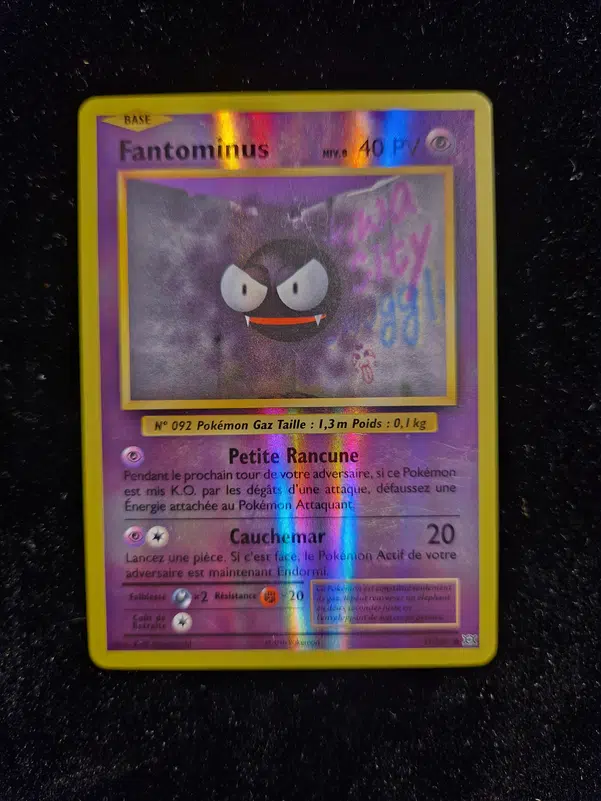 BASE
Fantominus
NIV.8 40 PV
N° 092 Pokémon Gaz Taille : 1,3 m Poids : 0,1 kg
Petite Rancune
Pendant le prochain tour de votre adversaire, si ce Pokémon
est mis K.O. par les dégâts d'une attaque, défaussez une
Énergie attachée au Pokémon Attaquant.
Cauchemar 20
Lancez une pièce. Si c'est face, le Pokémon Actif de votre
adversaire est maintenant Endormi.
Faiblesse ×2 Résistance -20
Coût de
Retraite